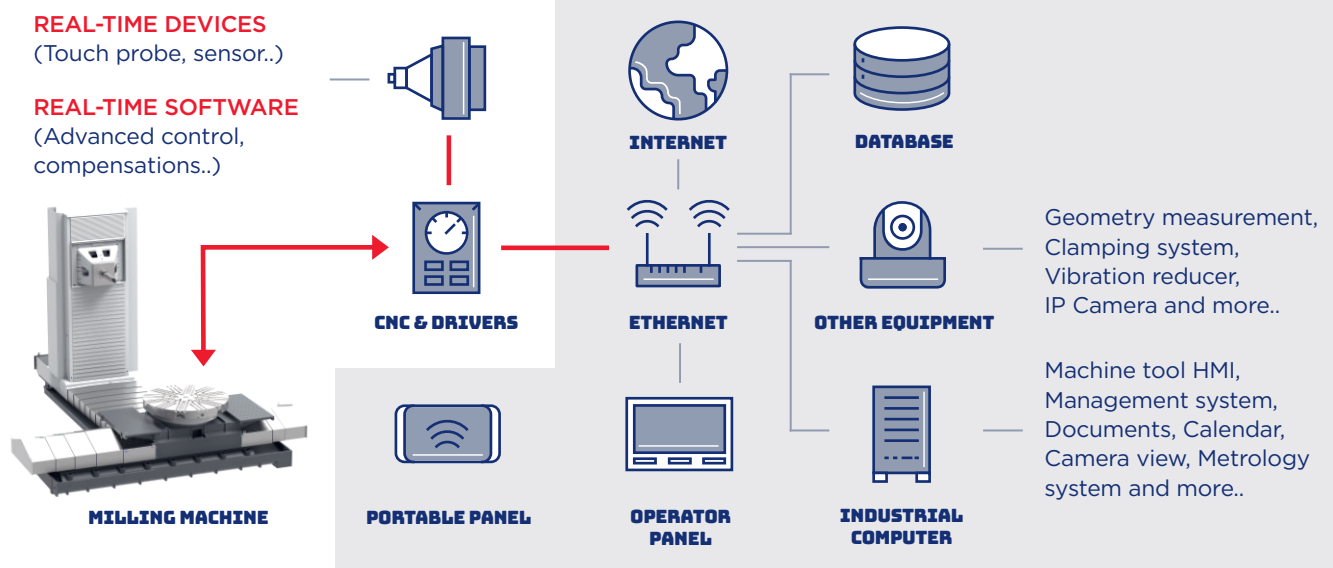 REAL-TIME DEVICES
(Touch probe, sensor..)
REAL-TIME SOFTWARE
(Advanced control,
compensations..)
INTERNET
DATABASE
CNC & DRIVERS
ETHERNET
OTHER EQUIPMENT
Geometry measurement,
Clamping system,
Vibration reducer,
IP Camera and more..
Machine tool HMI,
Management system,
Documents, Calendar,
Camera view, Metrology
system and more..
MILLING MACHINE
PORTABLE PANEL
OPERATOR
PANEL
INDUSTRIAL
COMPUTER